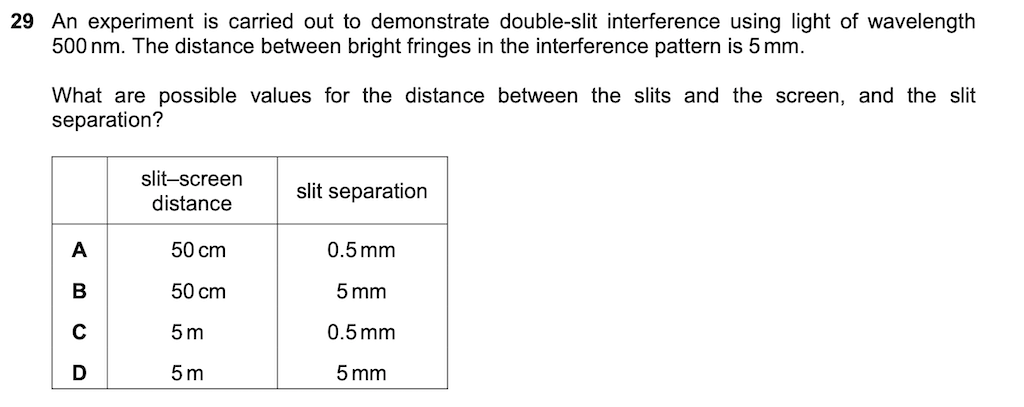 29 An experiment is carried out to demonstrate double-slit interference using light of wavelength
500 nm. The distance between bright fringes in the interference pattern is 5 mm.
What are possible values for the distance between the slits and the screen, and the slit
separation?
slit–screen
distance
slit separation
A 50 cm 0.5 mm
B 50 cm 5 mm
C 5 m 0.5 mm
D 5 m 5 mm